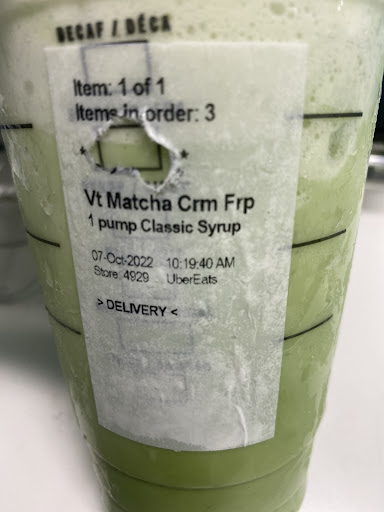 DECAF / DÉCA
Item: 1 of 1
Items in order: 3
Vt Matcha Crm Frp
1 pump Classic Syrup
07-Oct-2022 10:19:40 AM
Store: 4929 UberEats
> DELIVERY <